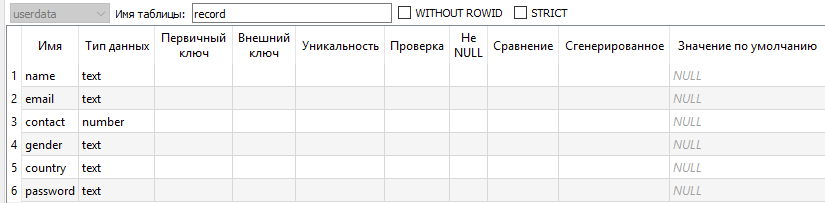 userdata Имя таблицы: record WITHOUT ROWID STRICT
Имя Тип данных Первичный ключ Внешний ключ Уникальность Проверка Не NULL Сравнение Сгенерированное Значение по умолчанию
1 name text NULL
2 email text NULL
3 contact number NULL
4 gender text NULL
5 country text NULL
6 password text NULL